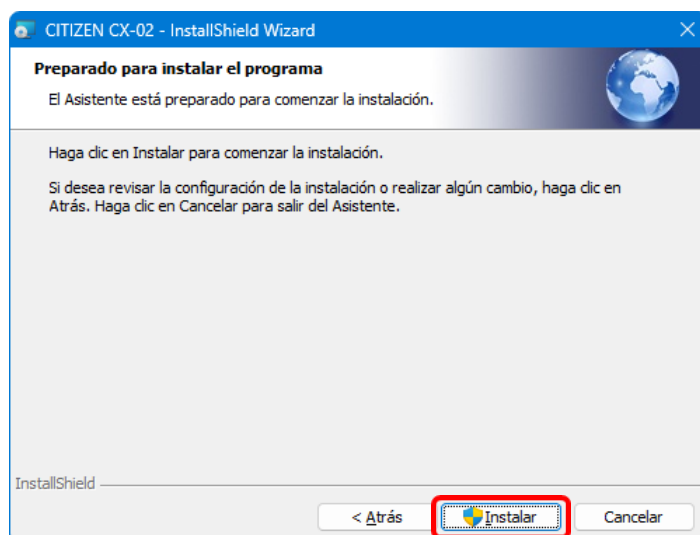 CITIZEN CX-02 - InstallShield Wizard
Preparado para instalar el programa
El Asistente está preparado para comenzar la instalación.
Haga clic en Instalar para comenzar la instalación.
Si desea revisar la configuración de la instalación o realizar algún cambio, haga clic en
Atrás. Haga clic en Cancelar para salir del Asistente.
InstallShield
< Atrás Instalar Cancelar